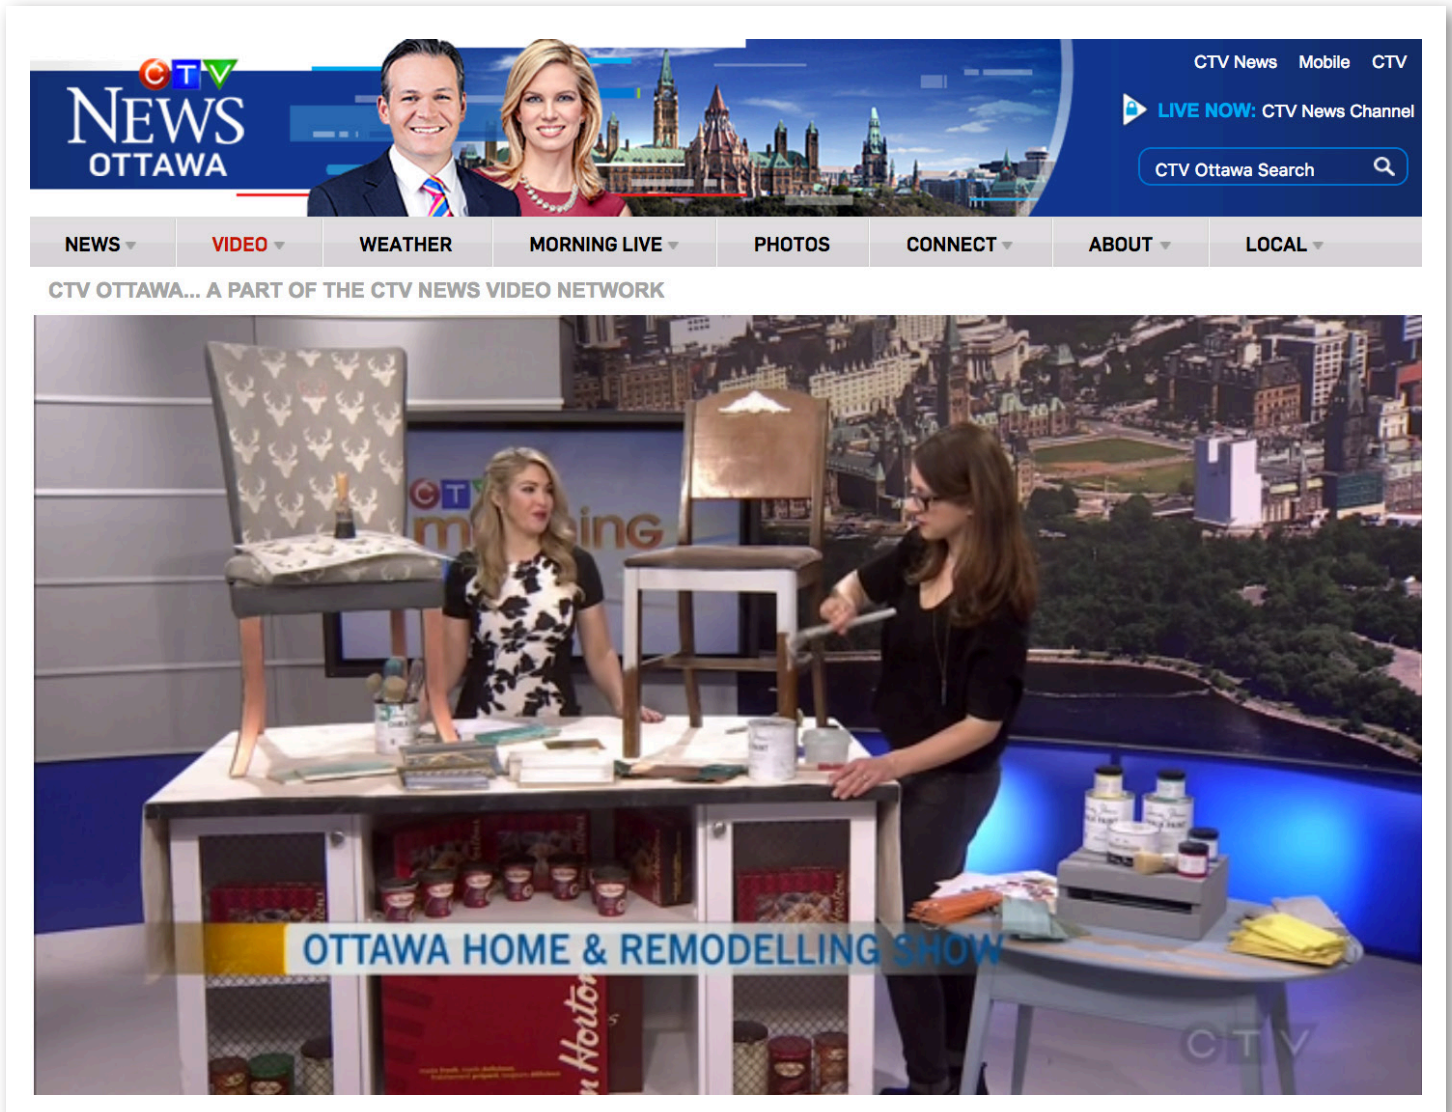 CTV
NEWS
OTTAWA
CTV News Mobile CTV
LIVE NOW: CTV News Channel
CTV Ottawa Search
NEWS VIDEO WEATHER MORNING LIVE PHOTOS CONNECT ABOUT LOCAL
CTV OTTAWA... A PART OF THE CTV NEWS VIDEO NETWORK
CTV
OTTAWA HOME & REMODELLING SHOW
CTV